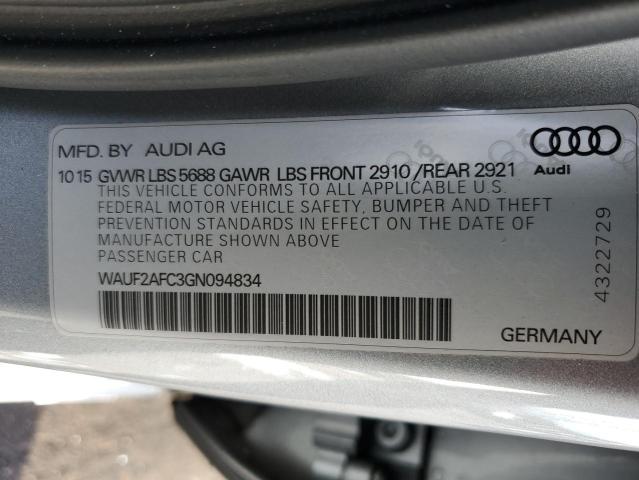 MFD. BY AUDI AG
10 15 GVWR LBS 5688 GAWR LBS FRONT 2910 /REAR 2921
THIS VEHICLE CONFORMS TO ALL APPLICABLE U.S.
FEDERAL MOTOR VEHICLE SAFETY, BUMPER AND THEFT
PREVENTION STANDARDS IN EFFECT ON THE DATE OF
MANUFACTURE SHOWN ABOVE
PASSENGER CAR
WAUF2AFC3GN094834
Audi
4322729
GERMANY